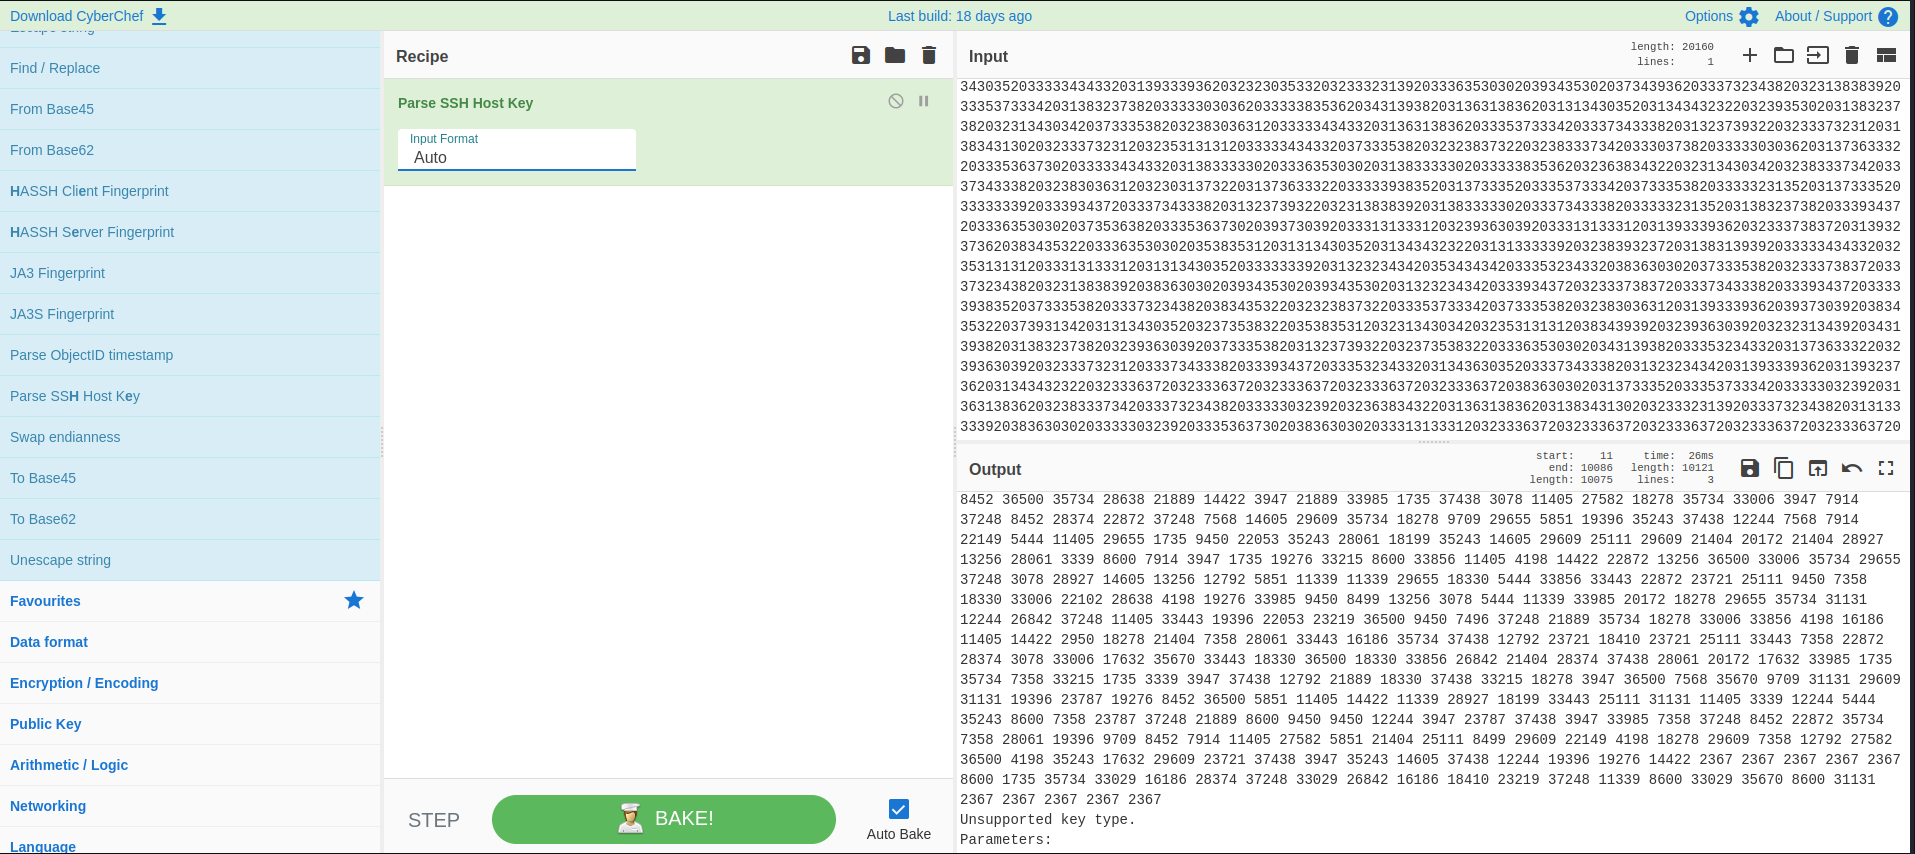 Download CyberChef
Last build: 18 days ago
Options
About / Support
Escape string
Find / Replace
From Base45
From Base62
HASSH Client Fingerprint
HASSH Server Fingerprint
JA3 Fingerprint
JA3S Fingerprint
Parse ObjectID timestamp
Parse SSH Host Key
Swap endianness
To Base45
To Base62
Unescape string
Favourites
Data format
Encryption / Encoding
Public Key
Arithmetic / Logic
Networking
Language
Recipe
Parse SSH Host Key
Input Format
Auto
STEP
BAKE!
Auto Bake
Input
length: 20160
lines: 1
3430352033333434332031393339362032323035332032333231392033363530302039343530203734393620333732343820323138383920
3335373334203138323738203333303036203333383536203431393820313631383620313134303520313434323220323935302031383237
3820323134303420373335382032383036312033333434332031363138362033353733342033373433382031323739322032333732312031
3834313020323337323120323531313120333334343320373335382032323837322032383337342033303738203333303036203137363332
2033353637302033333434332031383333302033363530302031383333302033333835362032363834322032313430342032383337342033
3734333820323830363120323031373220313736333220333339383520313733352033353733342037333538203333323135203137333520
3333333920333934372033373433382031323739322032313838392031383333302033373433382033333231352031383237382033393437
2033363530302037353638203335363730203937303920333131333120323936303920333131333120313933393620323337383720313932
3736203834353220333635303020353835312031313430352031343432322031313333392032383932372031383139392033333434332032
3531313120333131333120313134303520333333392031323234342035343434203335323433203836303020373335382032333738372033
3732343820323138383920383630302039343530203934353020313232343420333934372032333738372033373433382033393437203333
3938352037333538203337323438203834353220323238373220333537333420373335382032383036312031393339362039373039203834
3532203739313420313134303520323735383220353835312032313430342032353131312038343939203239363039203232313439203431
3938203138323738203239363039203733353820313237393220323735383220333635303020343139382033353234332031373633322032
3936303920323337323120333734333820333934372033353234332031343630352033373433382031323234342031393339362031393237
3620313434323220323336372032333637203233363720323336372032333637203836303020313733352033353733342033333032392031
3631383620323833373420333732343820333330323920323638343220313631383620313834313020323332313920333732343820313133
3339203836303020333330323920333536373020383630302033313133312032333637203233363720323336372032333637203233363720
Output
start: 11
end: 10086
length: 10075
time: 26ms
length: 10121
lines: 3
8452 36500 35734 28638 21889 14422 3947 21889 33985 1735 37438 3078 11405 27582 18278 35734 33006 3947 7914
37248 8452 28374 22872 37248 7568 14605 29609 35734 18278 9709 29655 5851 19396 35243 37438 12244 7568 7914
22149 5444 11405 29655 1735 9450 22053 35243 28061 18199 35243 14605 29609 25111 29609 21404 20172 21404 28927
13256 28061 3339 8600 7914 3947 1735 19276 33215 8600 33856 11405 4198 14422 22872 13256 36500 33006 35734 29655
37248 3078 28927 14605 13256 12792 5851 11339 11339 29655 18330 5444 33856 33443 22872 23721 25111 9450 7358
18330 33006 22102 28638 4198 19276 33985 9450 8499 13256 3078 5444 11339 33985 20172 18278 29655 35734 31131
12244 26842 37248 11405 33443 19396 22053 23219 36500 9450 7496 37248 21889 35734 18278 33006 33856 4198 16186
11405 14422 2950 18278 21404 7358 28061 33443 16186 35734 37438 12792 23721 18410 23721 25111 33443 7358 22872
28374 3078 33006 17632 35670 33443 18330 36500 18330 33856 26842 21404 28374 37438 28061 20172 17632 33985 1735
35734 7358 33215 1735 3339 3947 37438 12792 21889 18330 37438 33215 18278 3947 36500 7568 35670 9709 31131 29609
31131 19396 23787 19276 8452 36500 5851 11405 14422 11339 28927 18199 33443 25111 31131 11405 3339 12244 5444
35243 8600 7358 23787 37248 21889 8600 9450 9450 12244 3947 23787 37438 3947 33985 7358 37248 8452 22872 35734
7358 28061 19396 9709 8452 7914 11405 27582 5851 21404 25111 8499 29609 22149 4198 18278 29609 7358 12792 27582
36500 4198 35243 17632 29609 23721 37438 3947 35243 14605 37438 12244 19396 19276 14422 2367 2367 2367 2367 2367
8600 1735 35734 33029 16186 28374 37248 33029 26842 16186 18410 23219 37248 11339 8600 33029 35670 8600 31131
2367 2367 2367 2367 2367
Unsupported key type.
Parameters: